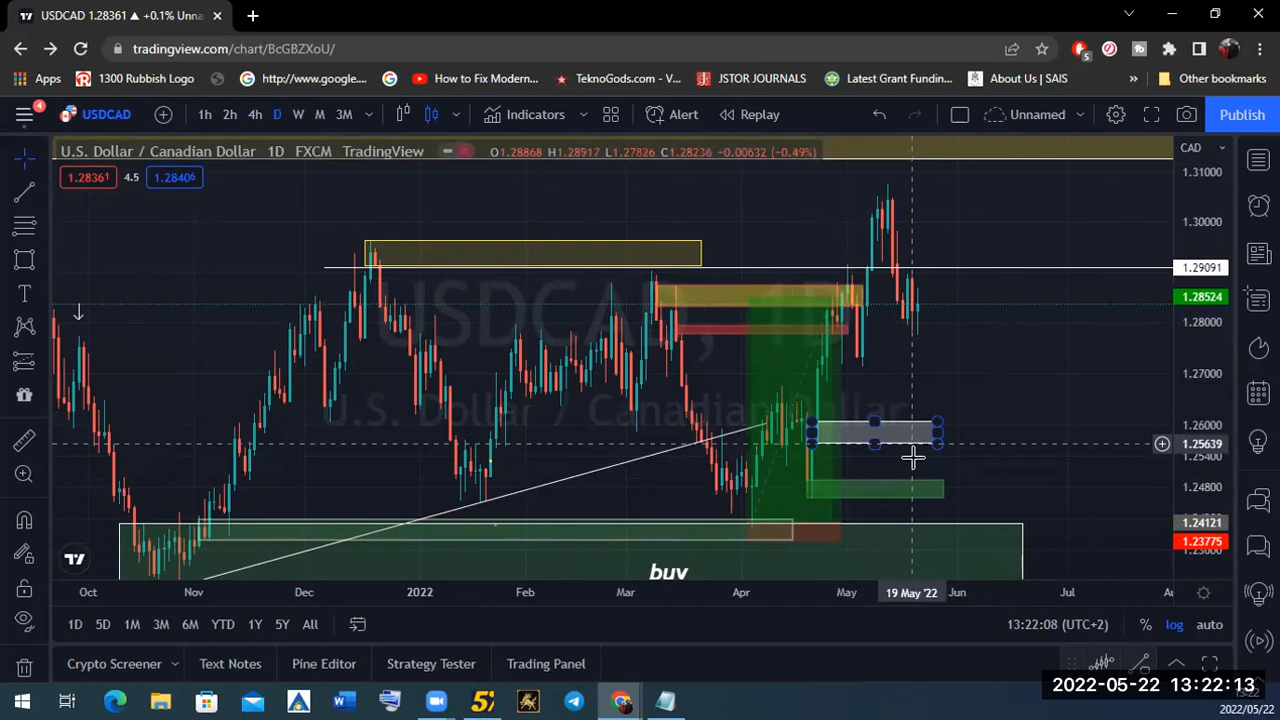 USDCAD 1.28361 ▲ +0.1% Unna
tradingview.com/chart/BcGBZXoU/
5
Apps 1300 Rubbish Logo http://www.google... How to Fix Modern... TeknoGods.com - V... JSTOR JOURNALS Latest Grant Fundin... About Us | SAIS » Other bookmarks
4 USDCAD 1h 2h 4h D W M 3M Indicators Alert Replay Unnamed Publish
U.S. Dollar / Canadian Dollar 1D FXCM TradingView O1.28868 H1.28917 L1.27826 C1.28236 −0.00632 (−0.49%) CAD
1.28361 4.5 1.28406
1.31000
1.30000
1.29091
1.28524
1.28000
1.27000
1.26000
1.25639
1.25400
1.24800
1.24121
1.23775
USDCAD, 1D
U.S. Dollar / Canadian Dollar
buy
Oct Nov Dec 2022 Feb Mar Apr May 19 May '22 Jun Jul
1D 5D 1M 3M 6M YTD 1Y 5Y All 13:22:08 (UTC+2) % log auto
Crypto Screener Text Notes Pine Editor Strategy Tester Trading Panel
2022-05-22 13:22:13
2022/05/22